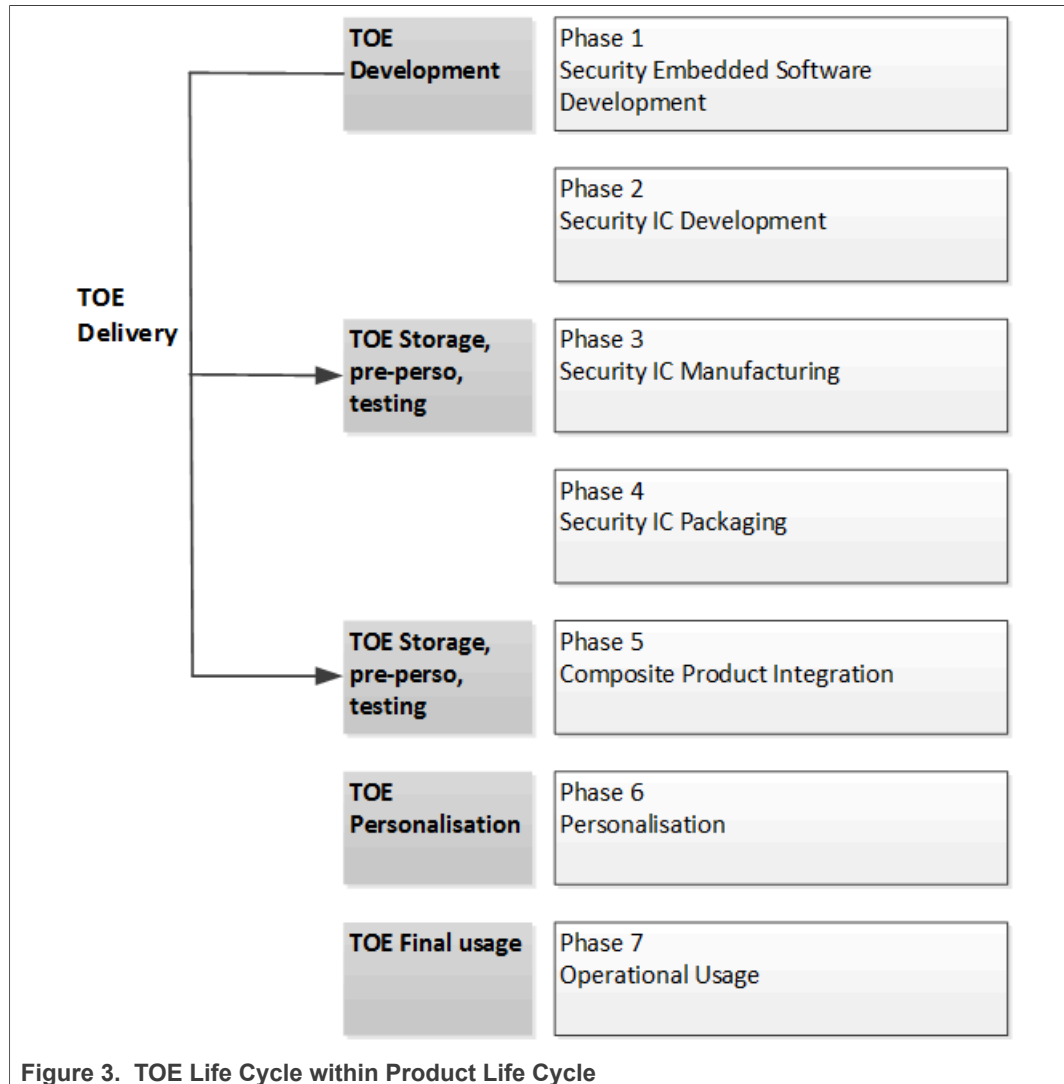 TOE
Development
Phase 1
Security Embedded Software
Development
Phase 2
Security IC Development
TOE
Delivery
TOE Storage,
pre-perso,
testing
Phase 3
Security IC Manufacturing
Phase 4
Security IC Packaging
TOE Storage,
pre-perso,
testing
Phase 5
Composite Product Integration
TOE
Personalisation
Phase 6
Personalisation
TOE Final usage
Phase 7
Operational Usage
Figure 3. TOE Life Cycle within Product Life Cycle